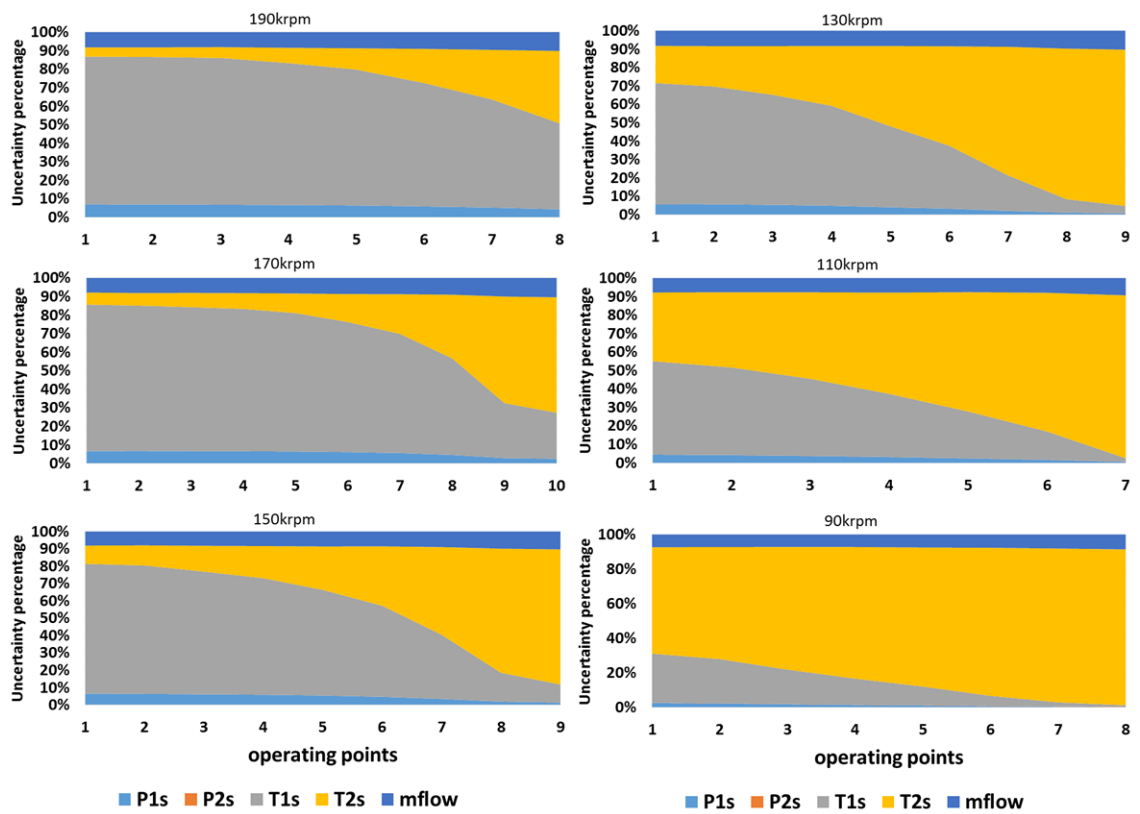 190krpm
Uncertainty percentage
100%
90%
80%
70%
60%
50%
40%
30%
20%
10%
0%
1 2 3 4 5 6 7 8
130krpm
Uncertainty percentage
100%
90%
80%
70%
60%
50%
40%
30%
20%
10%
0%
1 2 3 4 5 6 7 8 9
170krpm
Uncertainty percentage
100%
90%
80%
70%
60%
50%
40%
30%
20%
10%
0%
1 2 3 4 5 6 7 8 9 10
110krpm
Uncertainty percentage
100%
90%
80%
70%
60%
50%
40%
30%
20%
10%
0%
1 2 3 4 5 6 7
150krpm
Uncertainty percentage
100%
90%
80%
70%
60%
50%
40%
30%
20%
10%
0%
1 2 3 4 5 6 7 8 9
operating points
P1s P2s T1s T2s mflow
90krpm
Uncertainty percentage
100%
80%
60%
40%
20%
0%
1 2 3 4 5 6 7 8
operating points
P1s P2s T1s T2s mflow